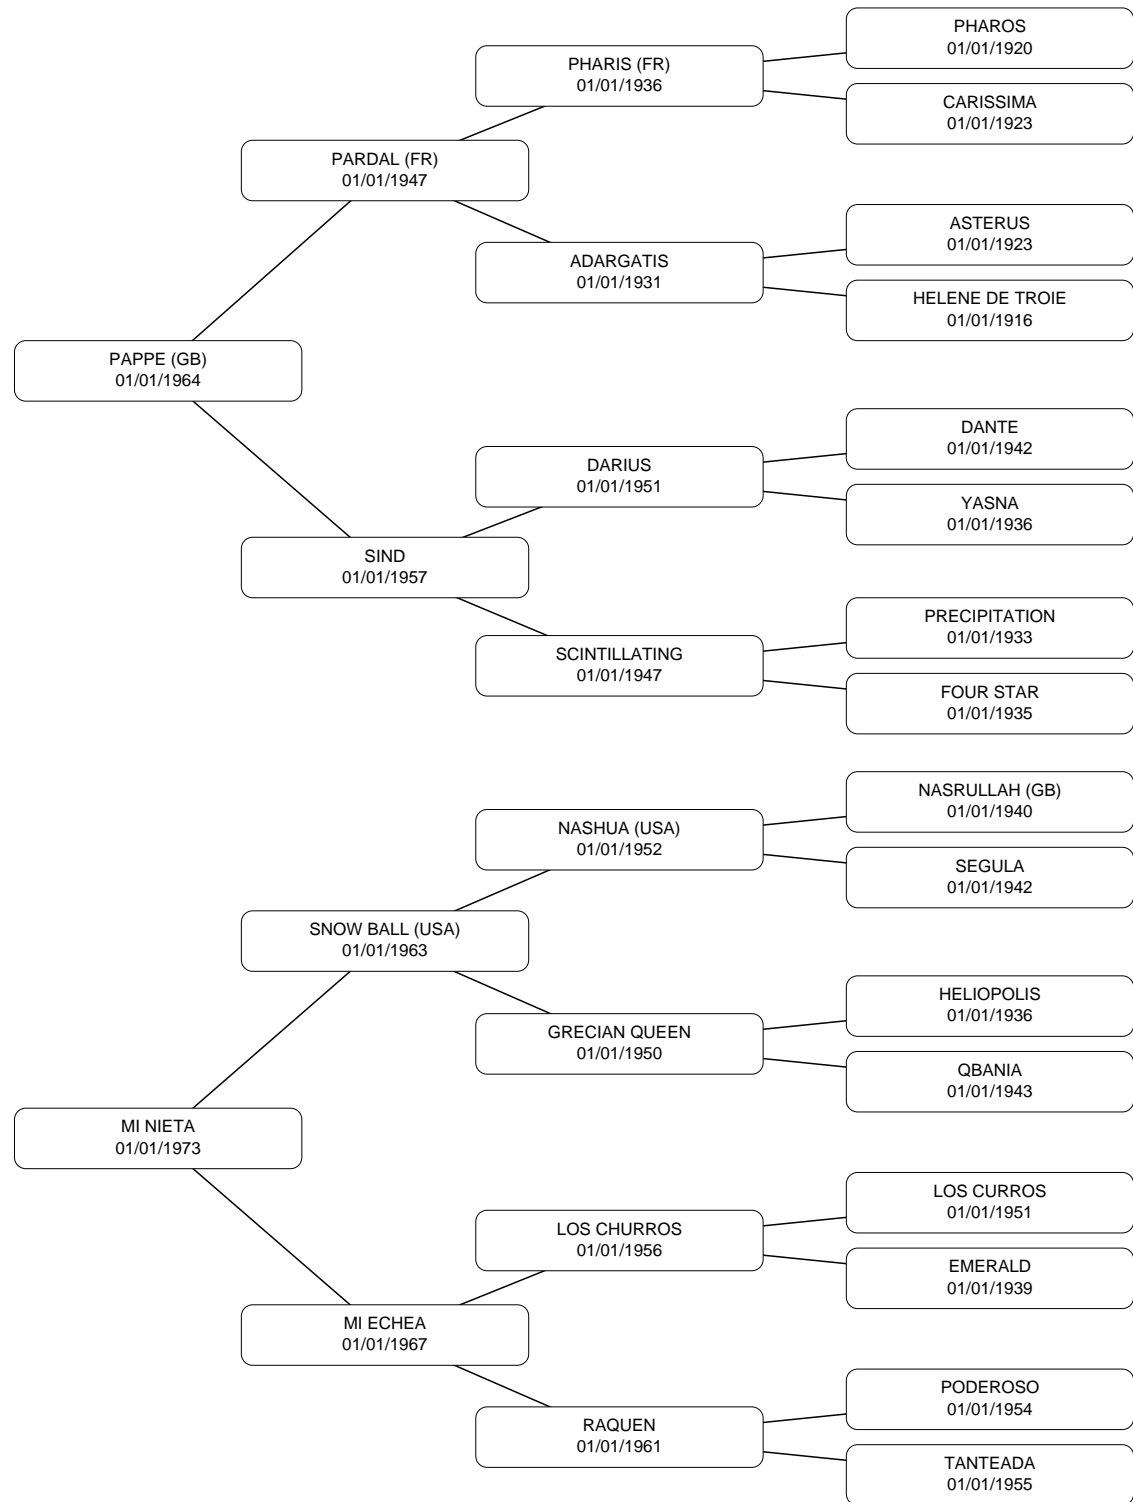 PHAROS
01/01/1920
PHARIS (FR)
01/01/1936
CARISSIMA
01/01/1923
PARDAL (FR)
01/01/1947
ASTERUS
01/01/1923
ADARGATIS
01/01/1931
HELENE DE TROIE
01/01/1916
PAPPE (GB)
01/01/1964
DANTE
01/01/1942
DARIUS
01/01/1951
YASNA
01/01/1936
SIND
01/01/1957
PRECIPITATION
01/01/1933
SCINTILLATING
01/01/1947
FOUR STAR
01/01/1935
NASRULLAH (GB)
01/01/1940
NASHUA (USA)
01/01/1952
SEGULA
01/01/1942
SNOW BALL (USA)
01/01/1963
HELIOPOLIS
01/01/1936
GRECIAN QUEEN
01/01/1950
QBANIA
01/01/1943
MI NIETA
01/01/1973
LOS CURROS
01/01/1951
LOS CHURROS
01/01/1956
EMERALD
01/01/1939
MI ECHEA
01/01/1967
PODEROSO
01/01/1954
RAQUEN
01/01/1961
TANTEADA
01/01/1955